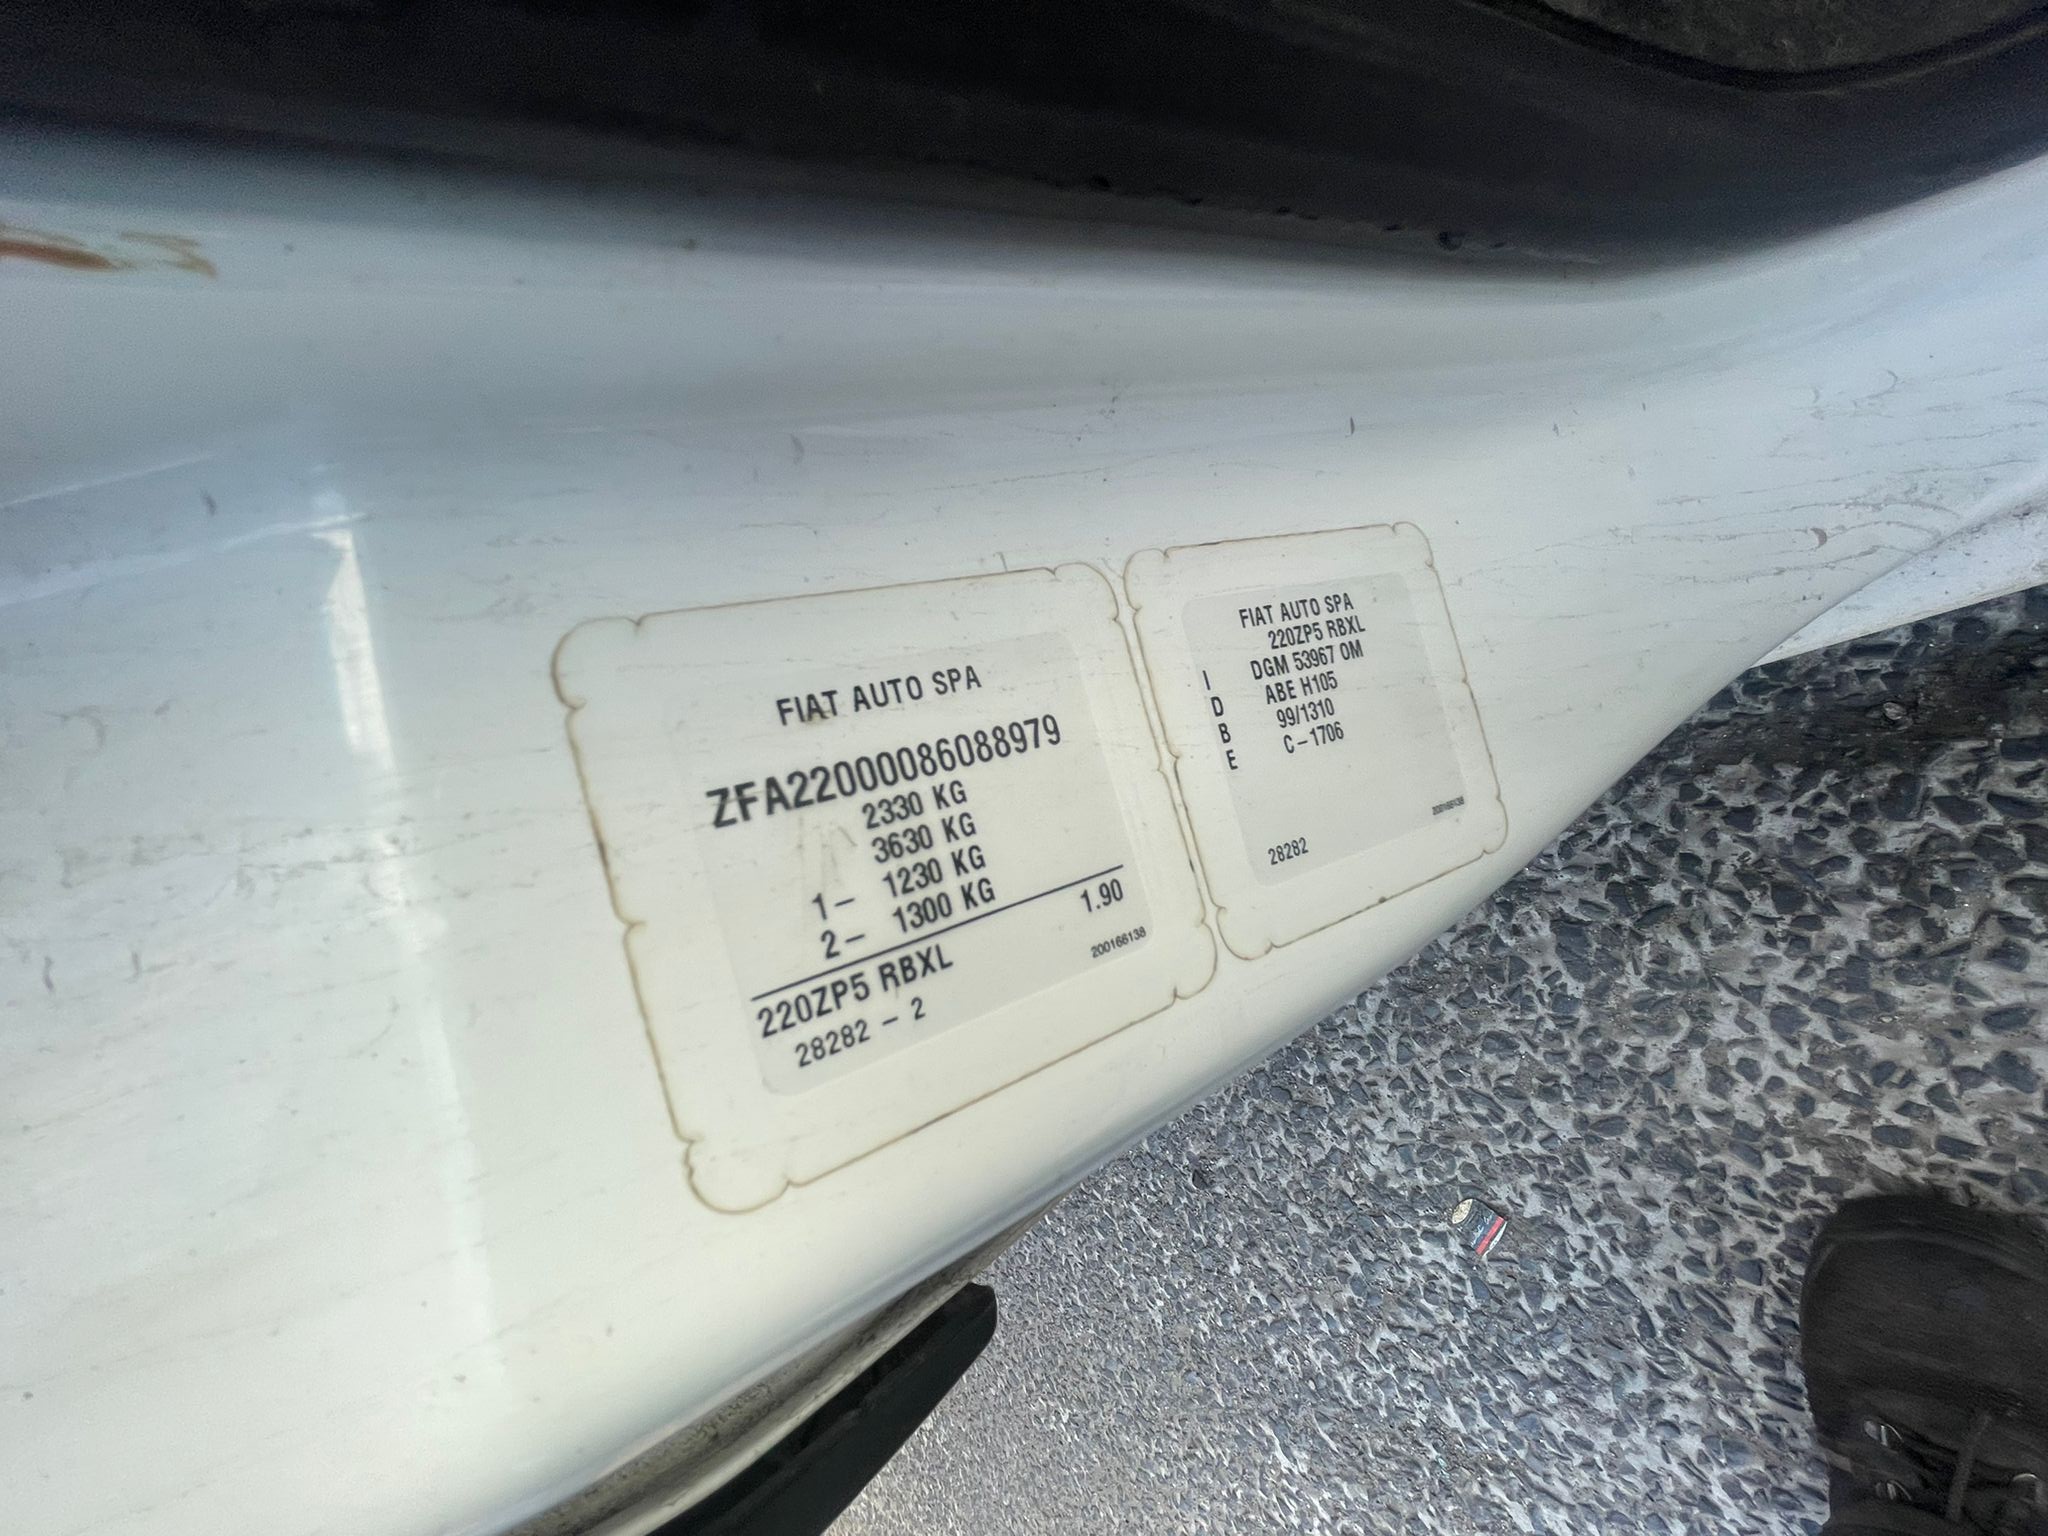 FIAT AUTO SPA
ZFA22000086088979
2330 KG
3630 KG
1- 1230 KG
2- 1300 KG
1.90
220ZP5 RBXL
200166138
28282 - 2
FIAT AUTO SPA
220ZP5 RBXL
I DGM 53967 OM
D ABE H105
B 99/1310
E C-1706
200166138
28282